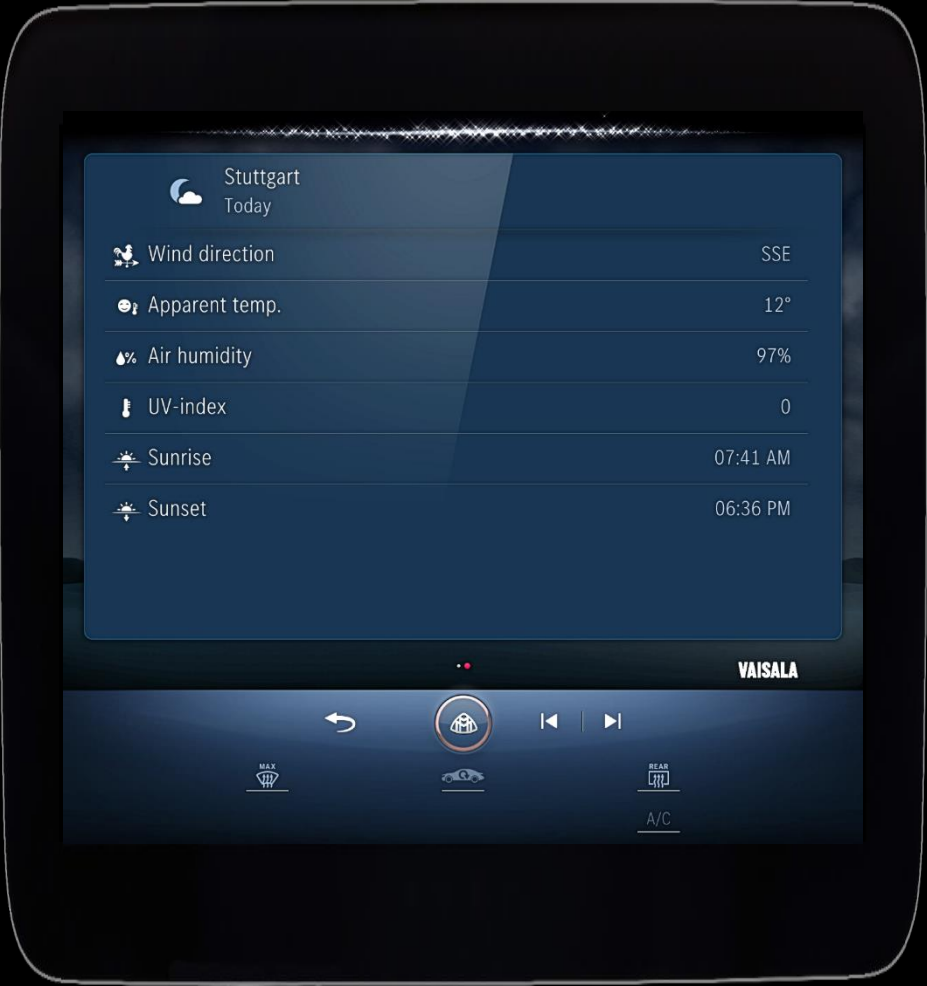 Stuttgart
Today
Wind direction SSE
Apparent temp. 12°
Air humidity 97%
UV-index 0
Sunrise 07:41 AM
Sunset 06:36 PM
VAISALA
MAX
REAR
A/C